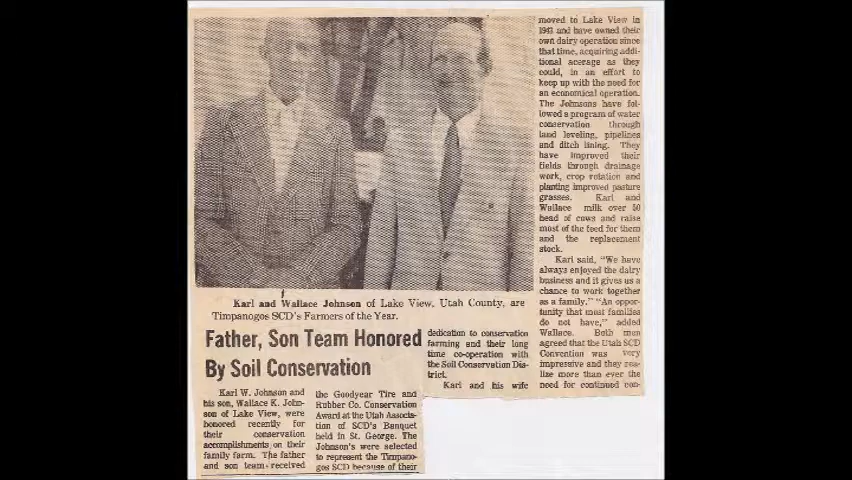 Karl and Wallace Johnson of Lake View, Utah County, are
Timpanogos SCD's Farmers of the Year.
Father, Son Team Honored
By Soil Conservation
Karl W. Johnson and
his son, Wallace K. John-
son of Lake View, were
honored recently for
their conservation
accomplishments on their
family farm. The father
and son team received
the Goodyear Tire and
Rubber Co. Conservation
Award at the Utah Associa-
tion of SCD's Banquet
held in St. George. The
Johnson's were selected
to represent the Timpano-
gos SCD because of their
dedication to conservation
farming and their long
time co-operation with
the Soil Conservation Dis-
trict.
Karl and his wife
moved to Lake View in
1943 and have owned their
own dairy operation since
that time, acquiring addi-
tional acerage as they
could, in an effort to
keep up with the need for
an economical operation.
The Johnsons have fol-
lowed a program of water
conservation through
land leveling, pipelines
and ditch lining. They
have improved their
fields through drainage
work, crop rotation and
planting improved pasture
grasses. Karl and
Wallace milk over 50
head of cows and raise
most of the feed for them
and the replacement
stock.
Karl said, "We have
always enjoyed the dairy
business and it gives us a
chance to work together
as a family." "An oppor-
tunity that most families
do not have," added
Wallace. Both men
agreed that the Utah SCD
Convention was very
impressive and they rea-
lize more than ever the
need for continued con-